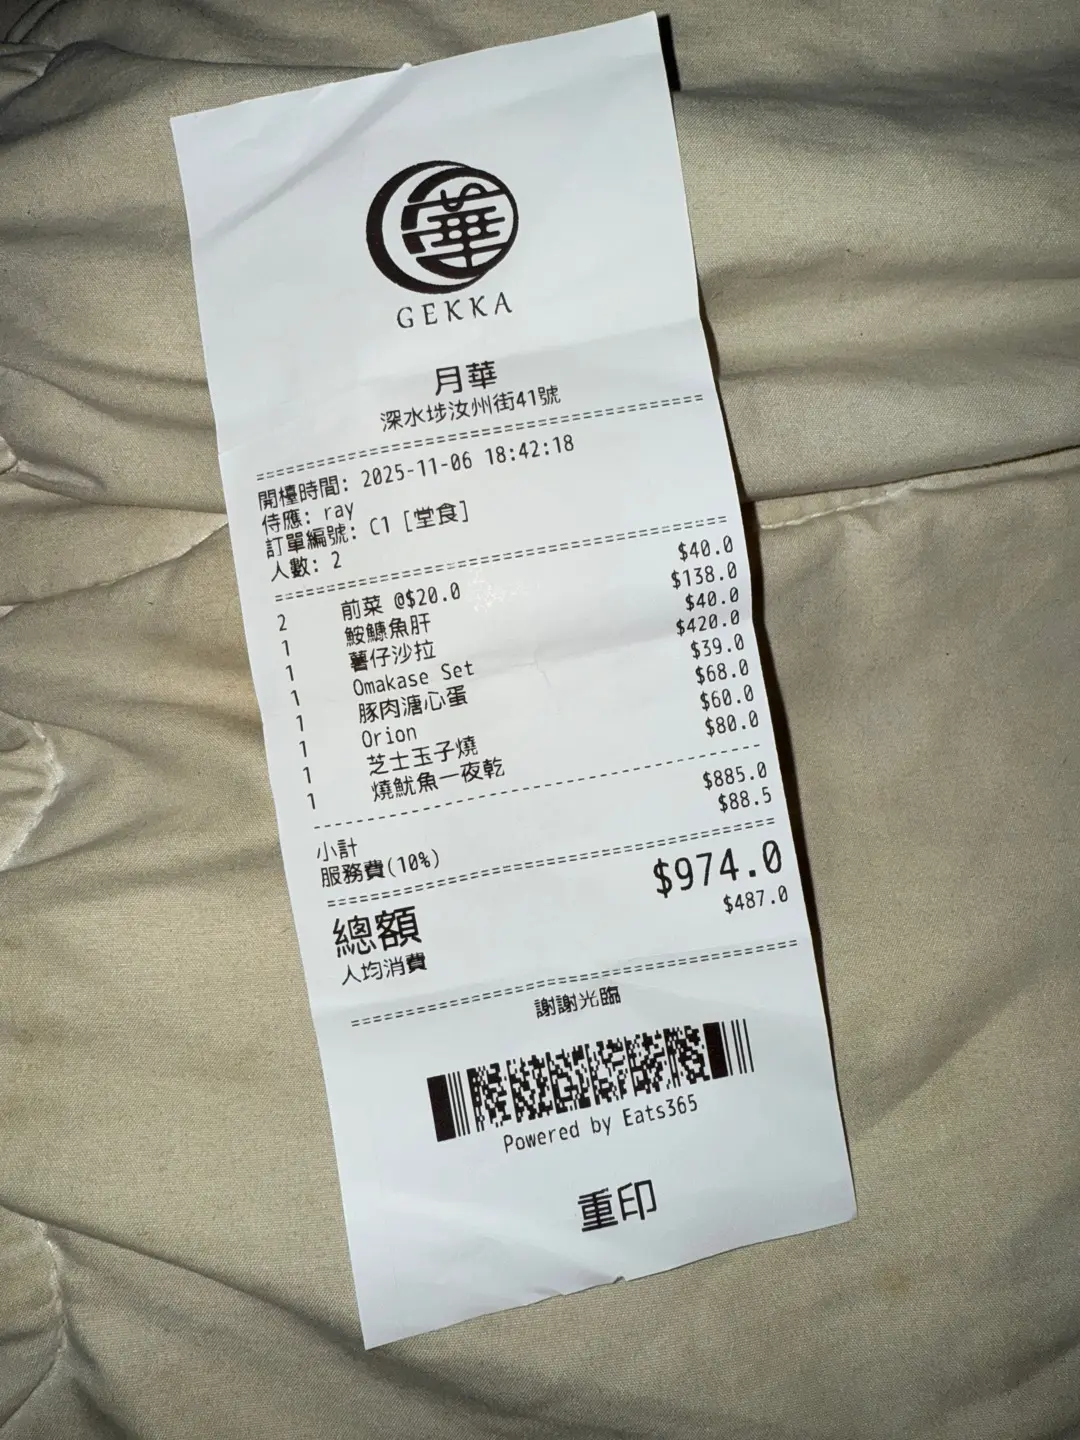 華
GEKKA
月華
深水埗汝州街41號
開檯時間: 2025-11-06 18:42:18
侍應: ray
訂單編號: C1 [堂食]
人數: 2
2 前菜 @$20.0 $40.0
1 鮟鱇魚肝 $138.0
1 薯仔沙拉 $40.0
1 Omakase Set $420.0
1 豚肉溏心蛋 $39.0
1 Orion $68.0
1 芝士玉子燒 $60.0
1 燒魷魚一夜乾 $80.0
小計 $885.0
服務費(10%) $88.5
總額 $974.0
人均消費 $487.0
謝謝光臨
Powered by Eats365
重印